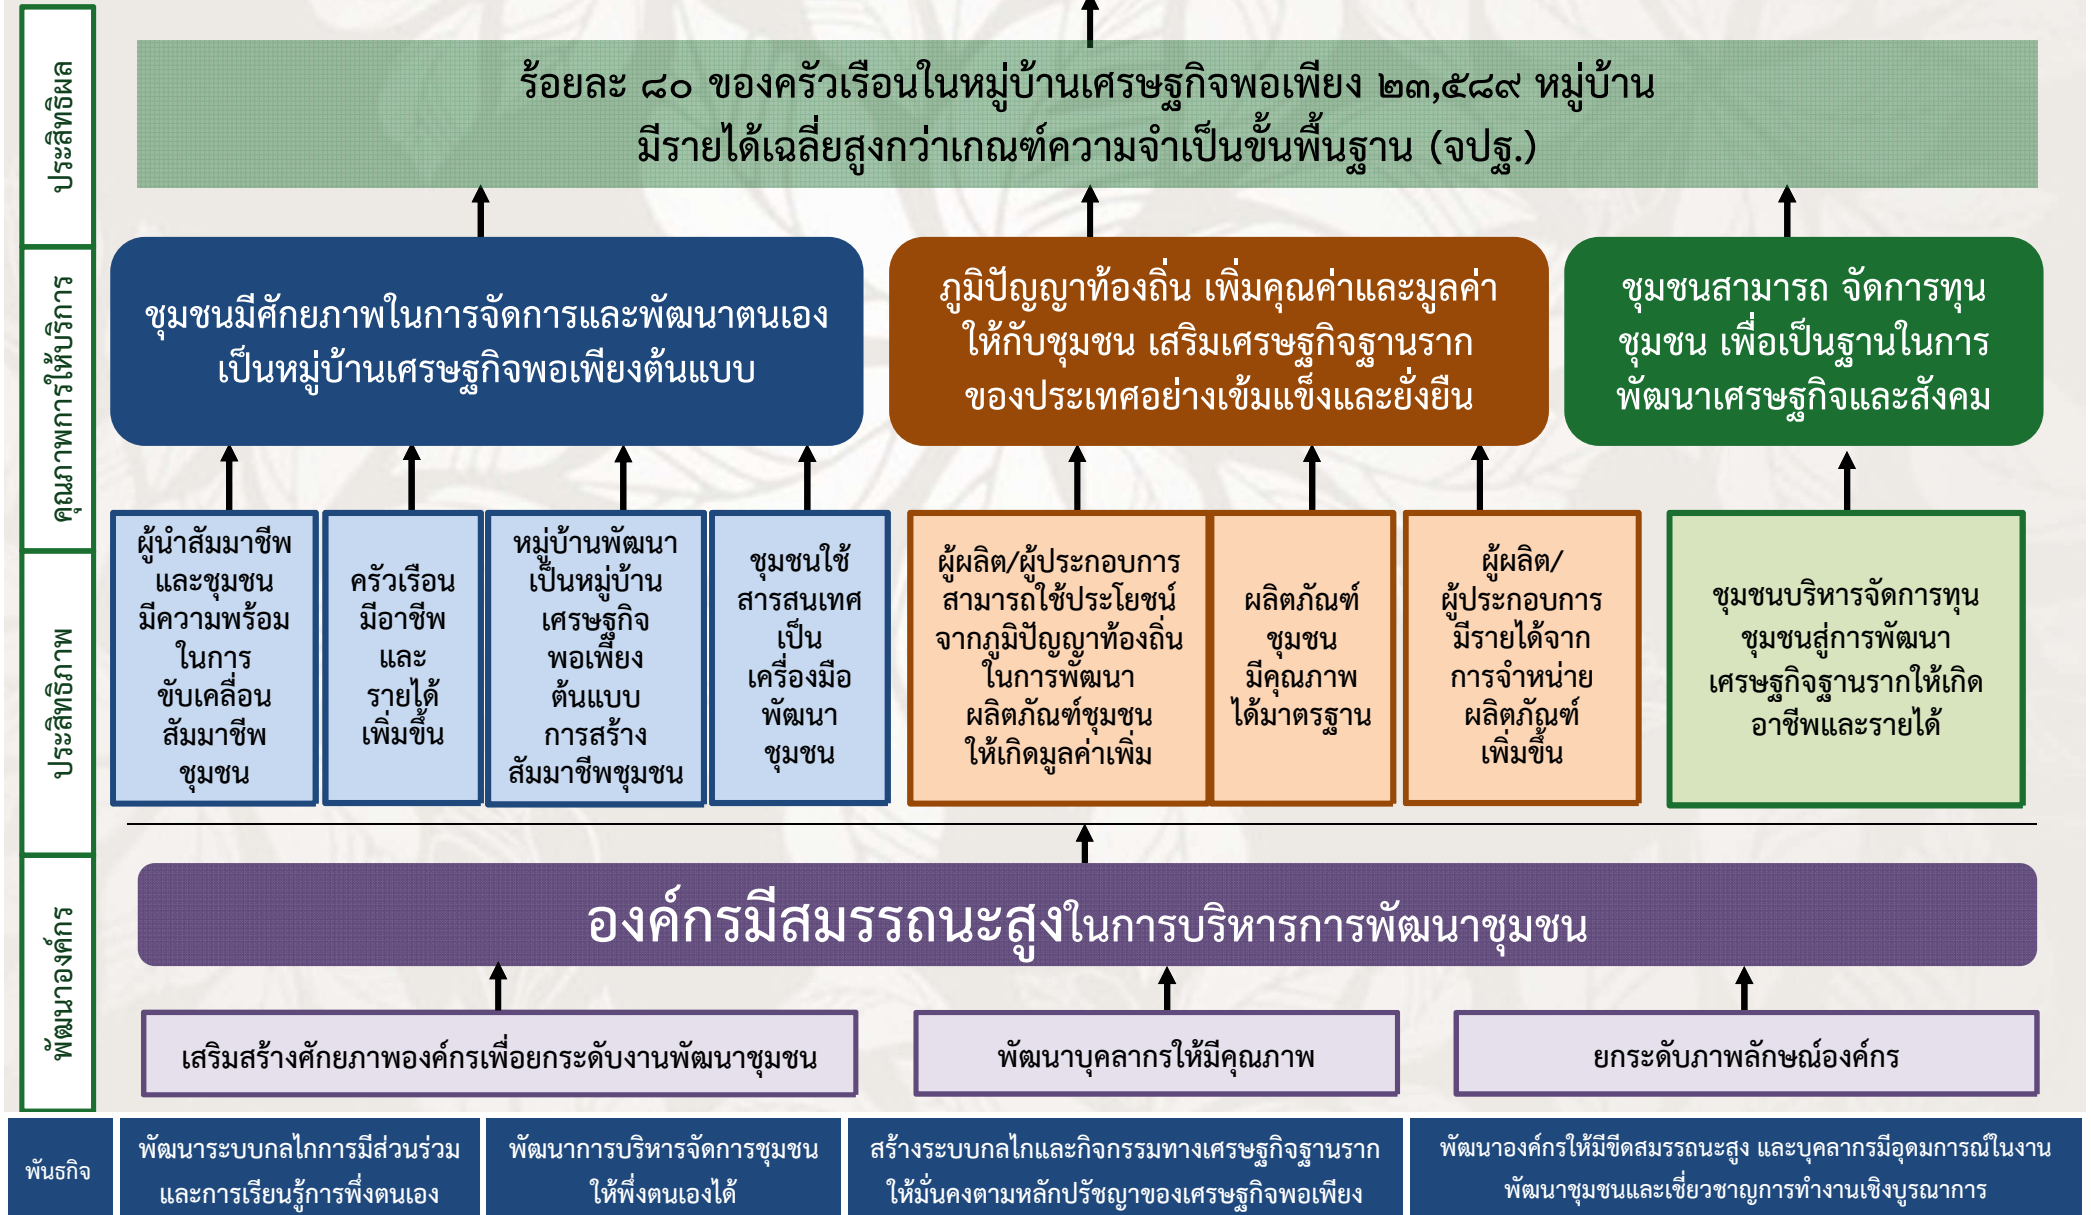 ประสิทธิผล
ร้อยละ ๘๐ ของครัวเรือนในหมู่บ้านเศรษฐกิจพอเพียง ๒๓,๕๘๙ หมู่บ้าน
มีรายได้เฉลี่ยสูงกว่าเกณฑ์ความจำเป็นขั้นพื้นฐาน (จปฐ.)
คุณภาพการให้บริการ
ชุมชนมีศักยภาพในการจัดการและพัฒนาตนเอง
เป็นหมู่บ้านเศรษฐกิจพอเพียงต้นแบบ
ภูมิปัญญาท้องถิ่น เพิ่มคุณค่าและมูลค่า
ให้กับชุมชน เสริมเศรษฐกิจฐานราก
ของประเทศอย่างเข้มแข็งและยั่งยืน
ชุมชนสามารถ จัดการทุน
ชุมชน เพื่อเป็นฐานในการ
พัฒนาเศรษฐกิจและสังคม
ประสิทธิภาพ
ผู้นำสัมมาชีพ
และชุมชน
มีความพร้อม
ในการ
ขับเคลื่อน
สัมมาชีพ
ชุมชน
ครัวเรือน
มีอาชีพ
และ
รายได้
เพิ่มขึ้น
หมู่บ้านพัฒนา
เป็นหมู่บ้าน
เศรษฐกิจ
พอเพียง
ต้นแบบ
การสร้าง
สัมมาชีพชุมชน
ชุมชนใช้
สารสนเทศ
เป็น
เครื่องมือ
พัฒนา
ชุมชน
ผู้ผลิต/ผู้ประกอบการ
สามารถใช้ประโยชน์
จากภูมิปัญญาท้องถิ่น
ในการพัฒนา
ผลิตภัณฑ์ชุมชน
ให้เกิดมูลค่าเพิ่ม
ผลิตภัณฑ์
ชุมชน
มีคุณภาพ
ได้มาตรฐาน
ผู้ผลิต/
ผู้ประกอบการ
มีรายได้จาก
การจำหน่าย
ผลิตภัณฑ์
เพิ่มขึ้น
ชุมชนบริหารจัดการทุน
ชุมชนสู่การพัฒนา
เศรษฐกิจฐานรากให้เกิด
อาชีพและรายได้
พัฒนาองค์กร
องค์กรมีสมรรถนะสูงในการบริหารการพัฒนาชุมชน
เสริมสร้างศักยภาพองค์กรเพื่อยกระดับงานพัฒนาชุมชน
พัฒนาบุคลากรให้มีคุณภาพ
ยกระดับภาพลักษณ์องค์กร
พันธกิจ
พัฒนาระบบกลไกการมีส่วนร่วม
และการเรียนรู้การพึ่งตนเอง
พัฒนาการบริหารจัดการชุมชน
ให้พึ่งตนเองได้
สร้างระบบกลไกและกิจกรรมทางเศรษฐกิจฐานราก
ให้มั่นคงตามหลักปรัชญาของเศรษฐกิจพอเพียง
พัฒนาองค์กรให้มีขีดสมรรถนะสูง และบุคลากรมีอุดมการณ์ในงาน
พัฒนาชุมชนและเชี่ยวชาญการทำงานเชิงบูรณาการ